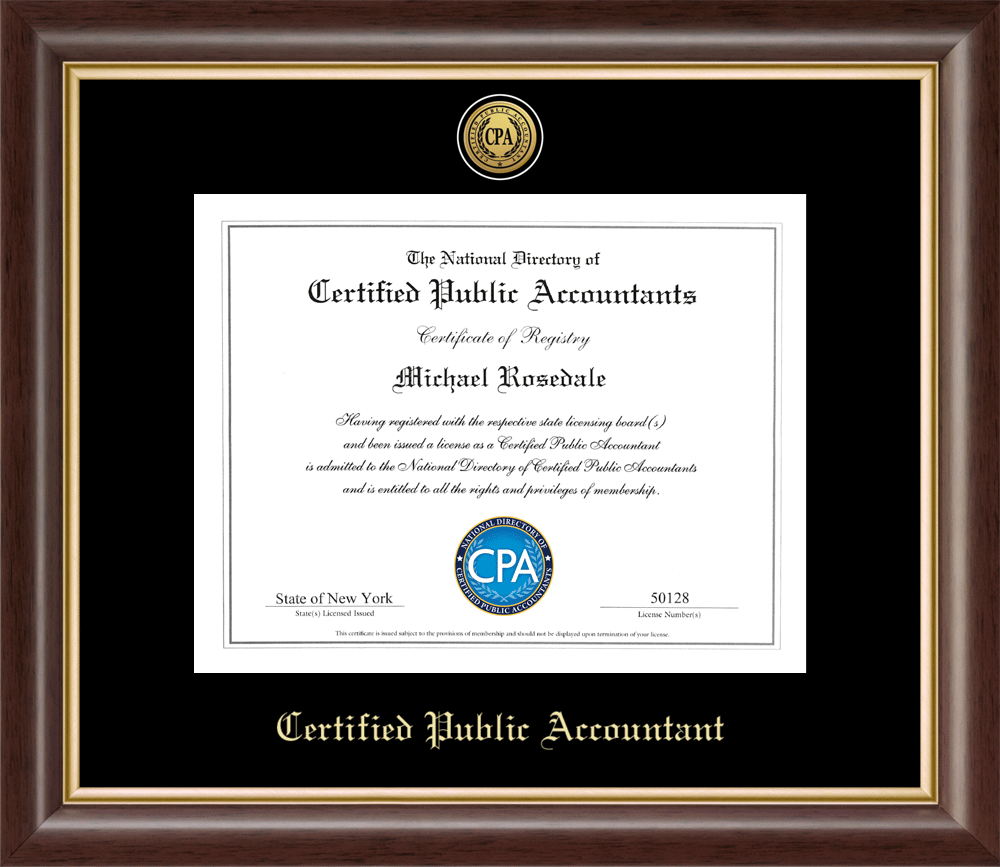 CERTIFIED PUBLIC ACCOUNTANT
CPA
The National Directory of
Certified Public Accountants
Certificate of Registry
Michael Rosedale
Having registered with the respective state licensing board(s)
and been issued a license as a Certified Public Accountant
is admitted to the National Directory of Certified Public Accountants
and is entitled to all the rights and privileges of membership.
NATIONAL DIRECTORY OF
CPA
CERTIFIED PUBLIC ACCOUNTANTS
State of New York
State(s) Licensed Issued
50128
License Number(s)
This certificate is issued subject to the provisions of membership and should not be displayed upon termination of your license.
Certified Public Accountant